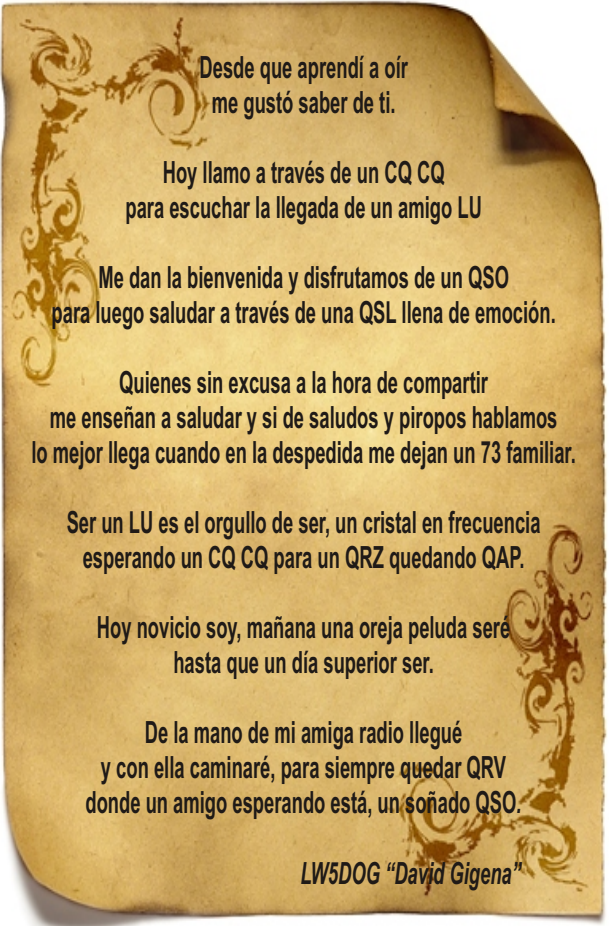 Desde que aprendí a oír
me gustó saber de ti.
Hoy llamo a través de un CQ CQ
para escuchar la llegada de un amigo LU
Me dan la bienvenida y disfrutamos de un QSO
para luego saludar a través de una QSL llena de emoción.
Quienes sin excusa a la hora de compartir
me enseñan a saludar y si de saludos y piropos hablamos
lo mejor llega cuando en la despedida me dejan un 73 familiar.
Ser un LU es el orgullo de ser, un cristal en frecuencia
esperando un CQ CQ para un QRZ quedando QAP.
Hoy novicio soy, mañana una oreja peluda seré
hasta que un día superior ser.
De la mano de mi amiga radio llegué
y con ella caminaré, para siempre quedar QRV
donde un amigo esperando está, un soñado QSO.
LW5DOG “David Gigena”